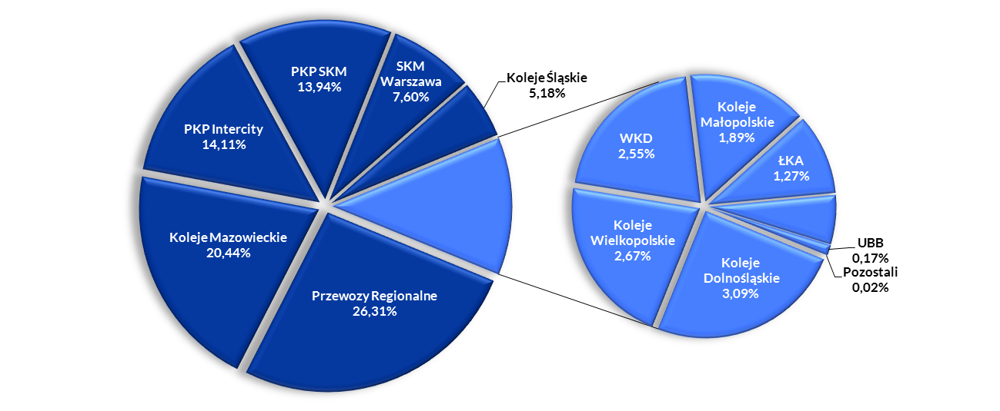 PKP SKM
13,94%
SKM
Warszawa
7,60%
Koleje Śląskie
5,18%
PKP Intercity
14,11%
Koleje Mazowieckie
20,44%
Przewozy Regionalne
26,31%
Koleje
Małopolskie
1,89%
WKD
2,55%
ŁKA
1,27%
Koleje
Wielkopolskie
2,67%
Koleje
Dolnośląskie
3,09%
UBB
0,17%
Pozostali
0,02%